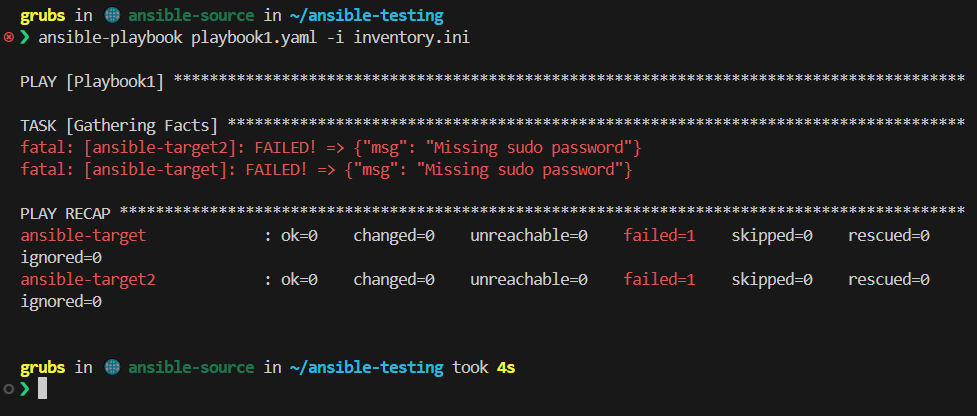 grubs in 🌐 ansible-source in ~/ansible-testing
❯ ansible-playbook playbook1.yaml -i inventory.ini
PLAY [Playbook1] ****************************************************************************************
TASK [Gathering Facts] **********************************************************************************
fatal: [ansible-target2]: FAILED! => {"msg": "Missing sudo password"}
fatal: [ansible-target]: FAILED! => {"msg": "Missing sudo password"}
PLAY RECAP **********************************************************************************************
ansible-target             : ok=0    changed=0    unreachable=0    failed=1    skipped=0    rescued=0
ignored=0
ansible-target2            : ok=0    changed=0    unreachable=0    failed=1    skipped=0    rescued=0
ignored=0
grubs in 🌐 ansible-source in ~/ansible-testing took 4s
❯